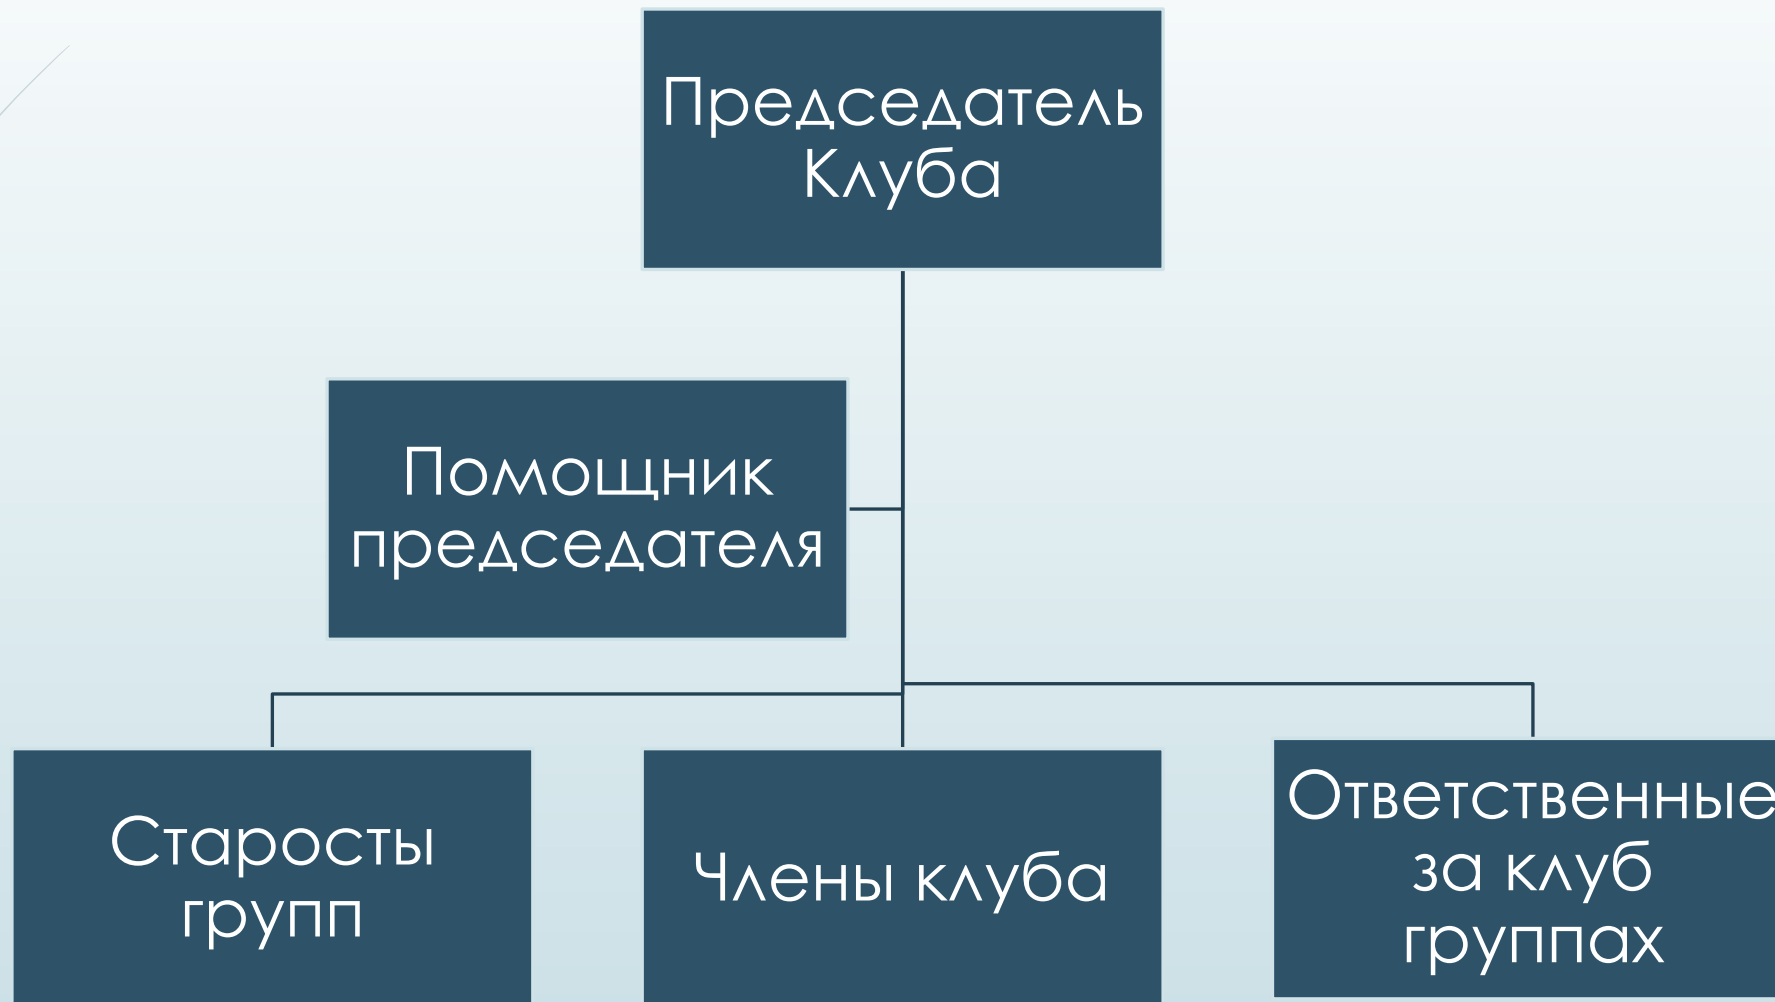 Председатель
Клуба
Помощник
председателя
Старосты
групп
Члены клуба
Ответственные
за клуб
группах